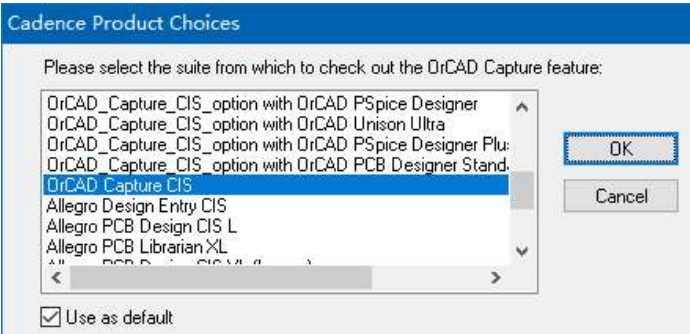 Cadence Product Choices
Please select the suite from which to check out the OrCAD Capture feature:
OrCAD_Capture_CIS_option with OrCAD PSpice Designer
OrCAD_Capture_CIS_option with OrCAD Unison Ultra
OrCAD_Capture_CIS_option with OrCAD PSpice Designer Plu
OrCAD_Capture_CIS_option with OrCAD PCB Designer Stand
OrCAD Capture CIS
Allegro Design Entry CIS
Allegro PCB Design CIS L
Allegro PCB Librarian XL
OK
Cancel
Use as default